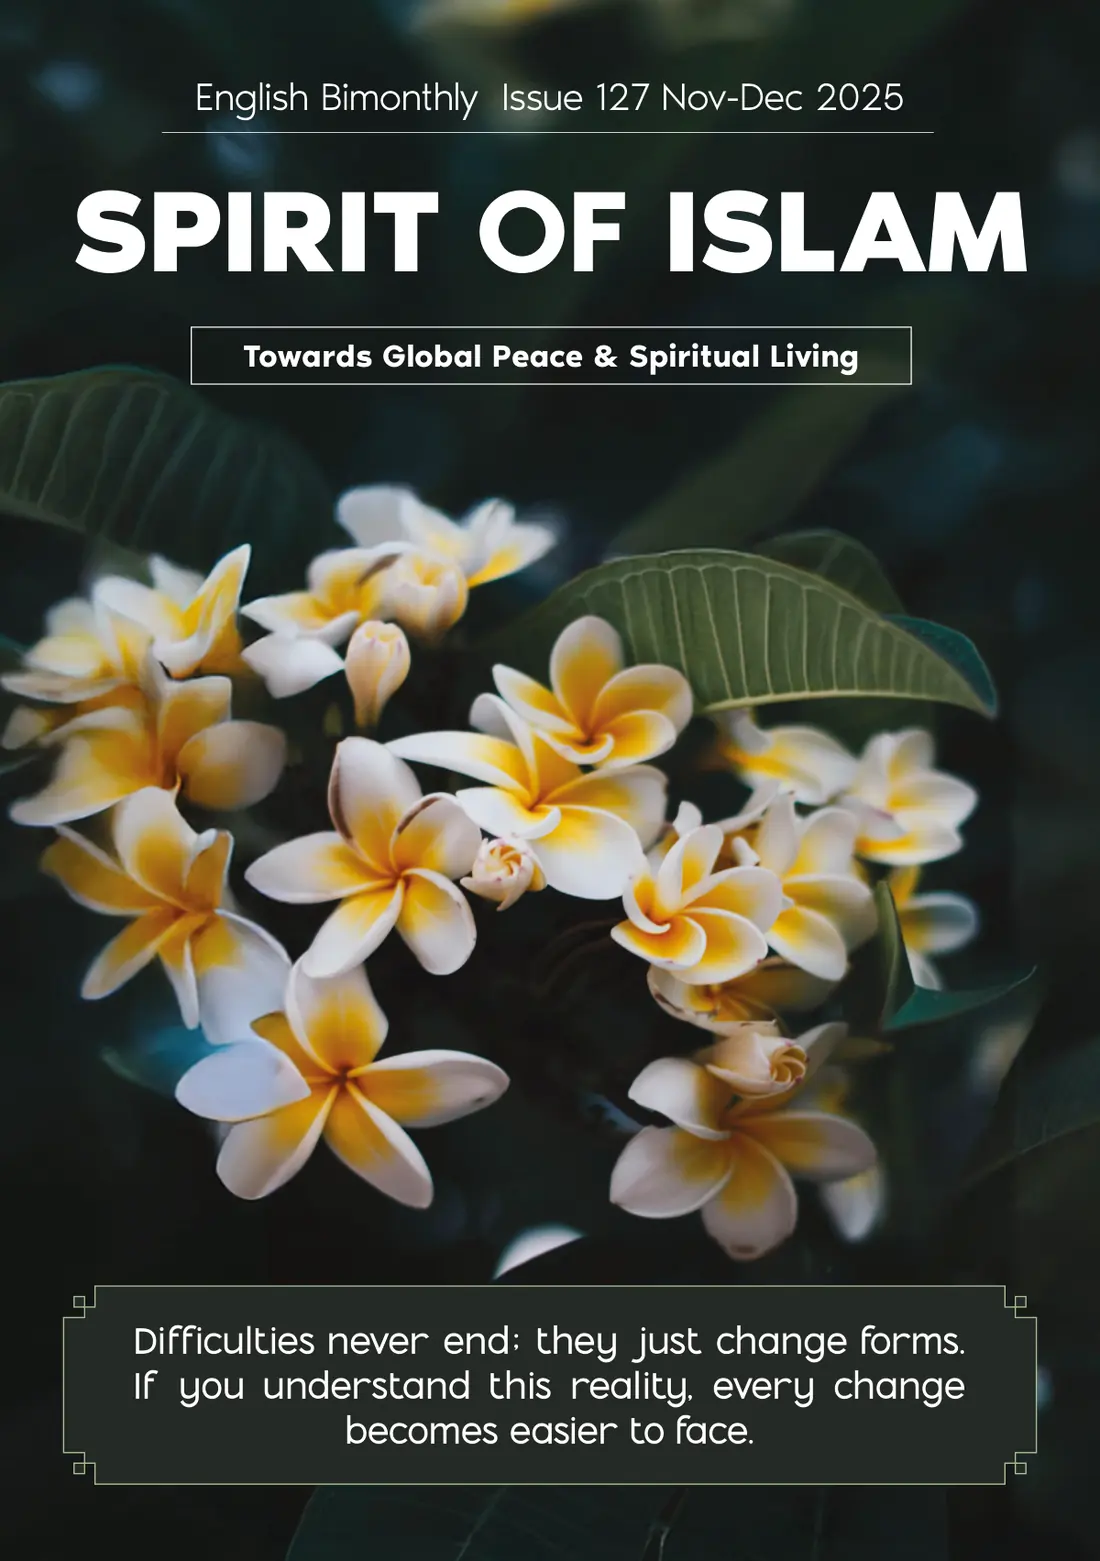 English Bimonthly Issue 127 Nov-Dec 2025
SPIRIT OF ISLAM
Towards Global Peace & Spiritual Living
Difficulties never end; they just change forms.
If you understand this reality, every change
becomes easier to face.